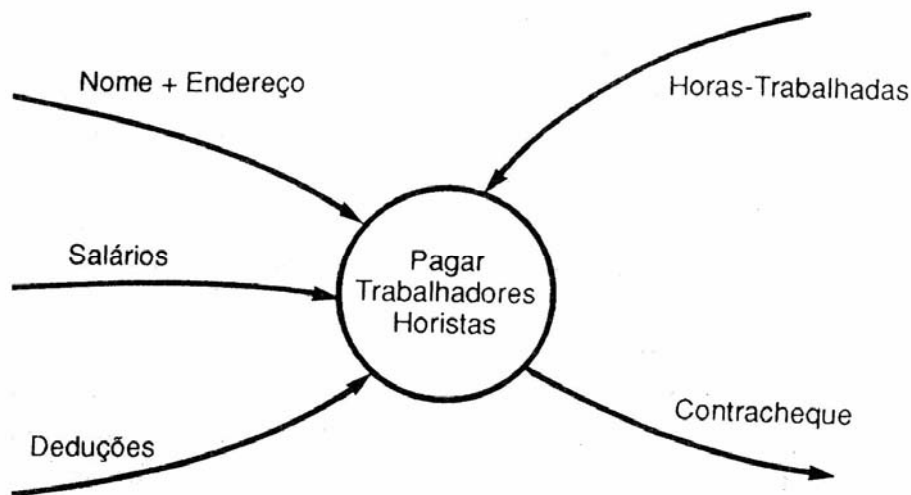 Nome + Endereço
Horas-Trabalhadas
Salários
Pagar
Trabalhadores
Horistas
Contracheque
Deduções